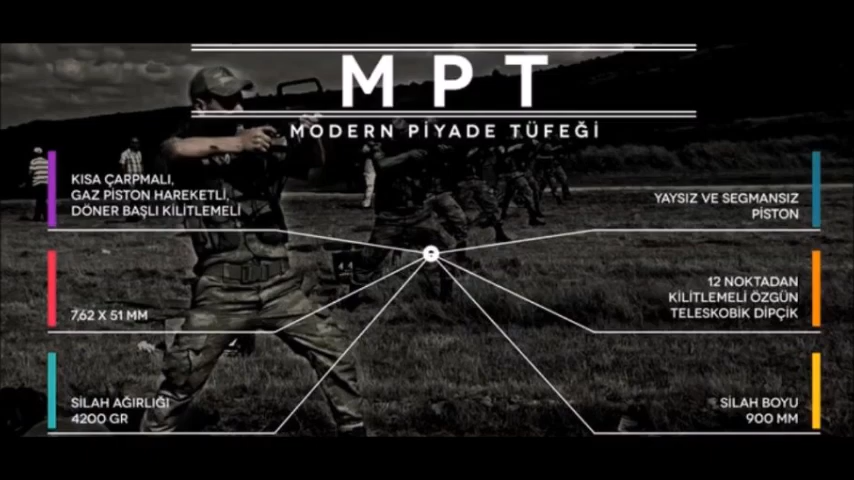 MPT
MODERN PİYADE TÜFEĞİ
KISA ÇARPMALI,
GAZ PİSTON HAREKETLİ,
DÖNER BAŞLI KİLİTLEMELİ
7,62 X 51 MM
SİLAH AĞIRLIĞI
4200 GR
YAYSIZ VE SEGMANSIZ
PİSTON
12 NOKTADAN
KİLİTLEMELİ ÖZGÜN
TELESKOBİK DİPÇİK
SİLAH BOYU
900 MM